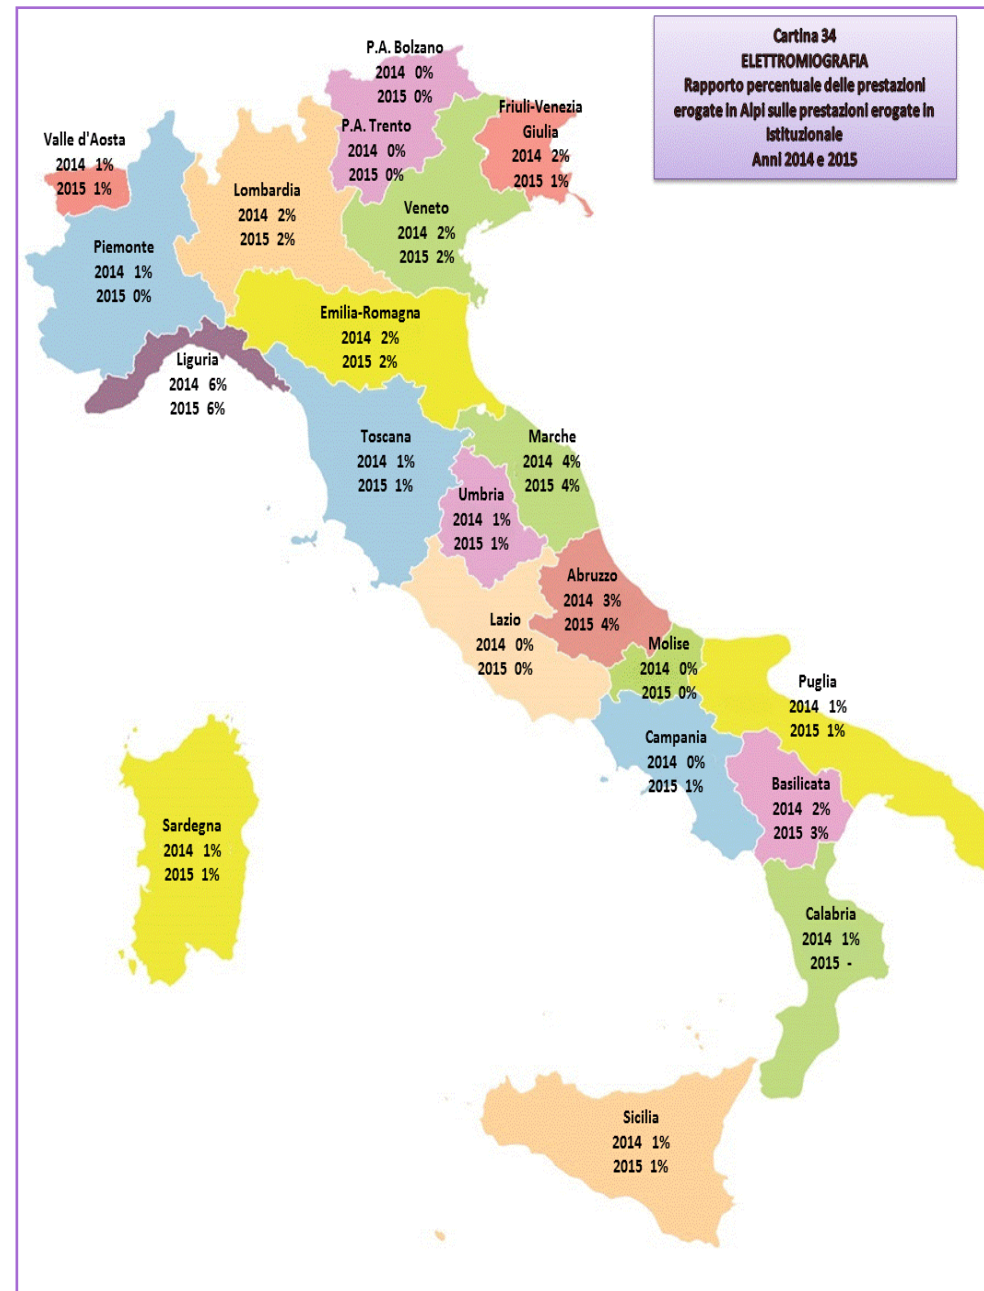 Cartina 34
ELETTROMIOGRAFIA
Rapporto percentuale delle prestazioni
erogate in Alpi sulle prestazioni erogate in
istituzionale
Anni 2014 e 2015
P.A. Bolzano
2014 0%
2015 0%
P.A. Trento
2014 0%
2015 0%
Friuli-Venezia
Giulia
2014 2%
2015 1%
Valle d'Aosta
2014 1%
2015 1%
Lombardia
2014 2%
2015 2%
Veneto
2014 2%
2015 2%
Piemonte
2014 1%
2015 0%
Emilia-Romagna
2014 2%
2015 2%
Liguria
2014 6%
2015 6%
Toscana
2014 1%
2015 1%
Marche
2014 4%
2015 4%
Umbria
2014 1%
2015 1%
Abruzzo
2014 3%
2015 4%
Lazio
2014 0%
2015 0%
Molise
2014 0%
2015 0%
Puglia
2014 1%
2015 1%
Campania
2014 0%
2015 1%
Basilicata
2014 2%
2015 3%
Sardegna
2014 1%
2015 1%
Calabria
2014 1%
2015 -
Sicilia
2014 1%
2015 1%